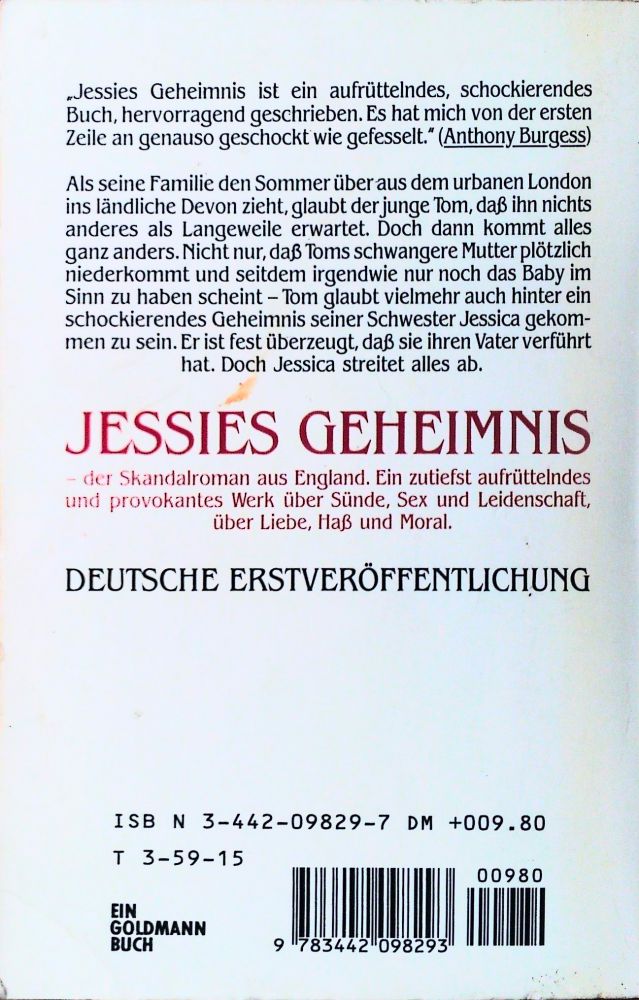 „Jessies Geheimnis ist ein aufrüttelndes, schockierendes
Buch, hervorragend geschrieben. Es hat mich von der ersten
Zeile an genauso geschockt wie gefesselt.“ (Anthony Burgess)
Als seine Familie den Sommer über aus dem urbanen London
ins ländliche Devon zieht, glaubt der junge Tom, daß ihn nichts
anderes als Langeweile erwartet. Doch dann kommt alles
ganz anders. Nicht nur, daß Toms schwangere Mutter plötzlich
niederkommt und seitdem irgendwie nur noch das Baby im
Sinn zu haben scheint – Tom glaubt vielmehr auch hinter ein
schockierendes Geheimnis seiner Schwester Jessica gekom-
men zu sein. Er ist fest überzeugt, daß sie ihren Vater verführt
hat. Doch Jessica streitet alles ab.
JESSIES GEHEIMNIS
– der Skandalroman aus England. Ein zutiefst aufrüttelndes
und provokantes Werk über Sünde, Sex und Leidenschaft,
über Liebe, Haß und Moral.
DEUTSCHE ERSTVERÖFFENTLICHUNG
ISB N 3-442-09829-7 DM +009.80
T 3-59-15
00980
EIN
GOLDMANN
BUCH
9 783442 098293